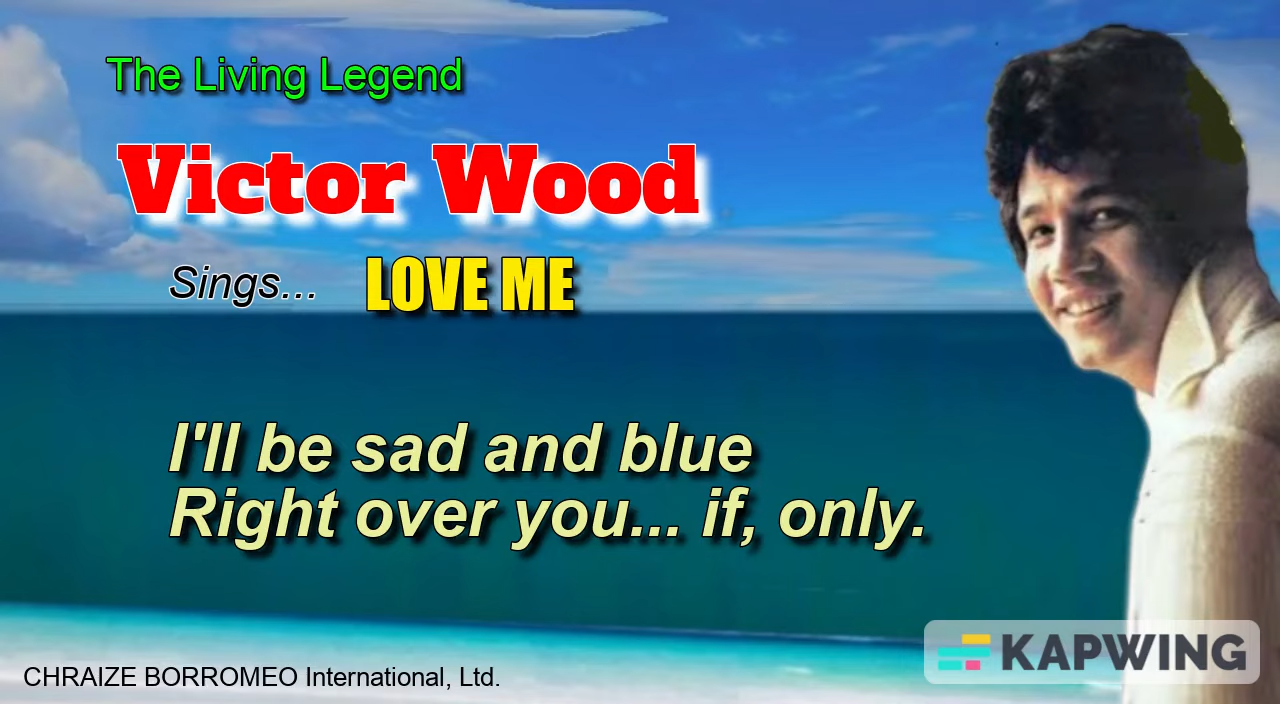 The Living Legend
Victor Wood
Sings... LOVE ME
I'll be sad and blue
Right over you... if, only.
KAPWING
CHRAIZE BORROMEO International, Ltd.